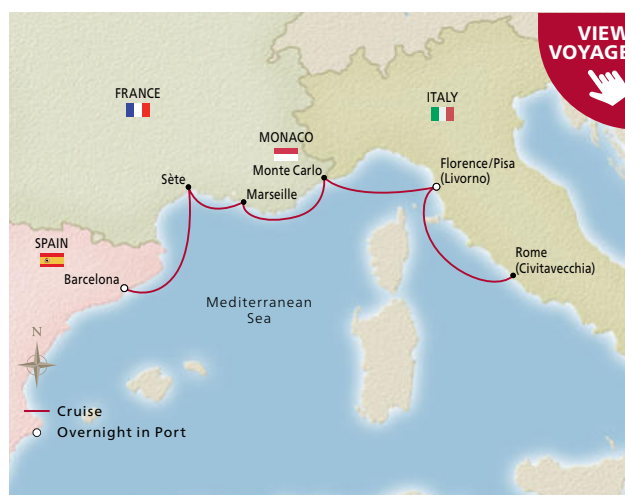 VIEW
VOYAGE
FRANCE
ITALY
MONACO
Monte Carlo
Florence/Pisa
(Livorno)
Sète
Marseille
SPAIN
Barcelona
Rome
(Civitavecchia)
Mediterranean
Sea
N
Cruise
Overnight in Port